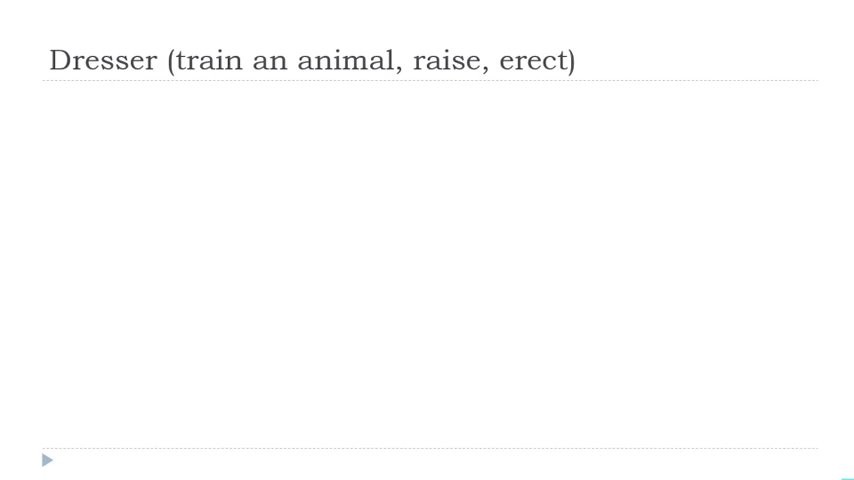 Dresser (train an animal, raise, erect)